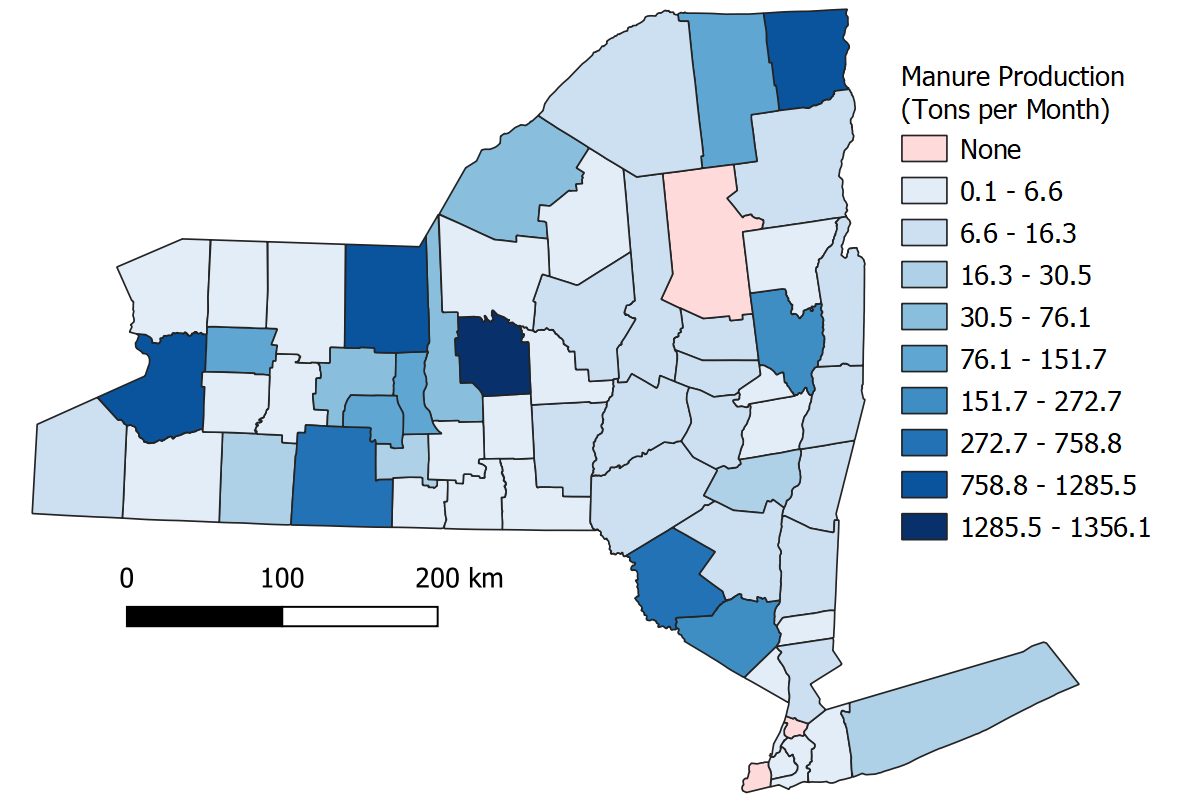 Manure Production
(Tons per Month)
None
0.1 - 6.6
6.6 - 16.3
16.3 - 30.5
30.5 - 76.1
76.1 - 151.7
151.7 - 272.7
272.7 - 758.8
758.8 - 1285.5
1285.5 - 1356.1
0 100 200 km